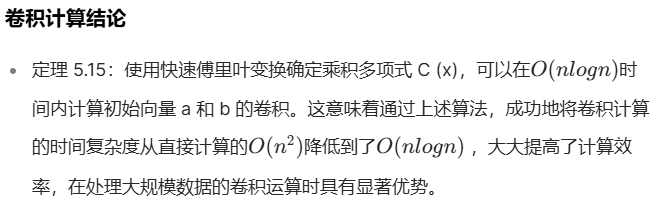 卷积计算结论
• 定理 5.15：使用快速傅里叶变换确定乘积多项式 C (x)，可以在O(nlogn)时
间内计算初始向量 a 和 b 的卷积。这意味着通过上述算法，成功地将卷积计算
的时间复杂度从直接计算的O(n²)降低到了O(nlogn) ，大大提高了计算效
率，在处理大规模数据的卷积运算时具有显著优势。